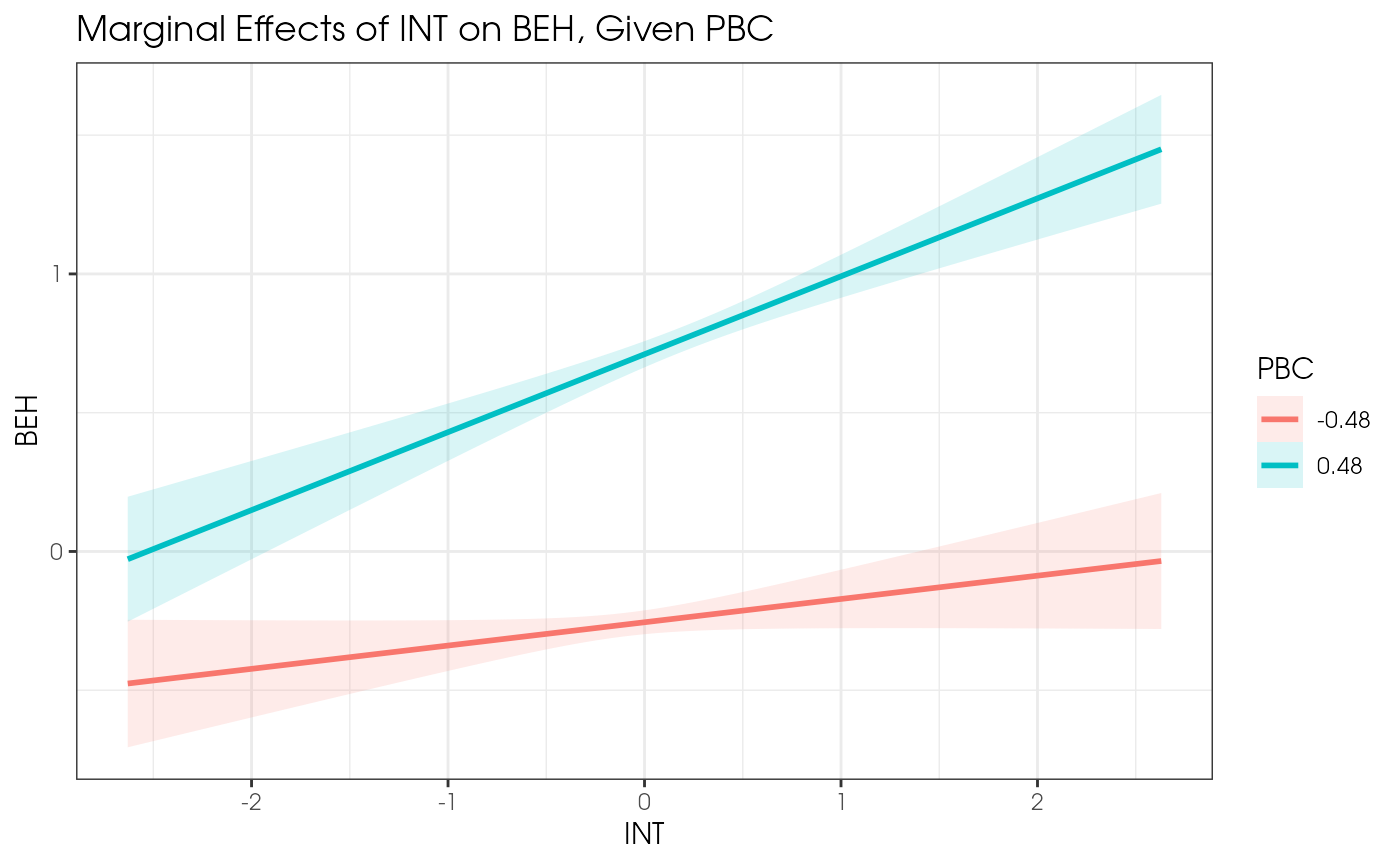 Marginal Effects of INT on BEH, Given PBC
BEH
1
0
-2
-1
0
1
2
INT
PBC
-0.48
0.48